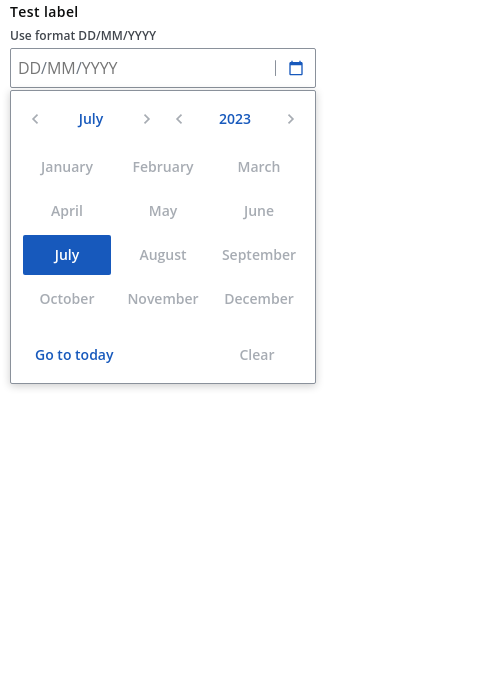 Test label
Use format DD/MM/YYYY
DD/MM/YYYY
July 2023
January February March
April May June
July August September
October November December
Go to today Clear